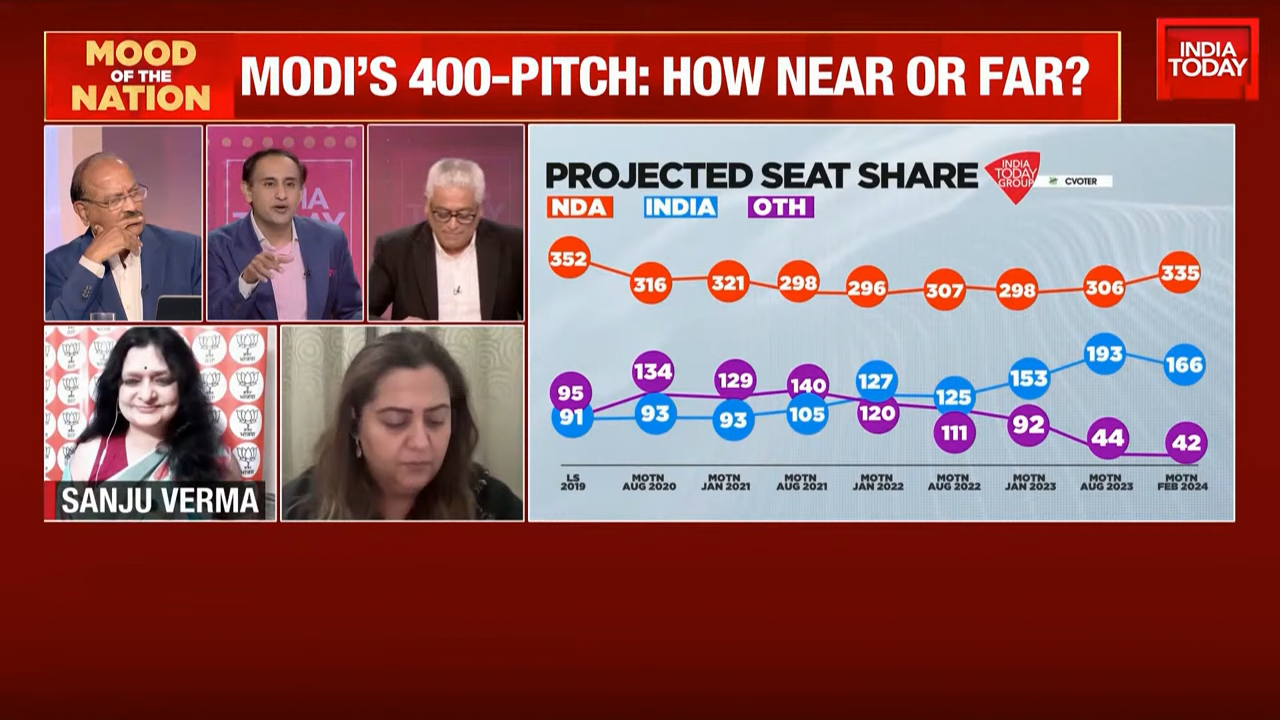 MOOD
OF THE
NATION
MODI'S 400-PITCH: HOW NEAR OR FAR?
INDIA
TODAY
PROJECTED SEAT SHARE
INDIA
TODAY
GROUP
CVOTER
NDA INDIA OTH
352 316 321 298 296 307 298 306 335
95 134 129 140 127 125 153 193 166
91 93 93 105 120 111 92 44 42
LS
2019
MOTN
AUG 2020
MOTN
JAN 2021
MOTN
AUG 2021
MOTN
JAN 2022
MOTN
AUG 2022
MOTN
JAN 2023
MOTN
AUG 2023
MOTN
FEB 2024
SANJU VERMA